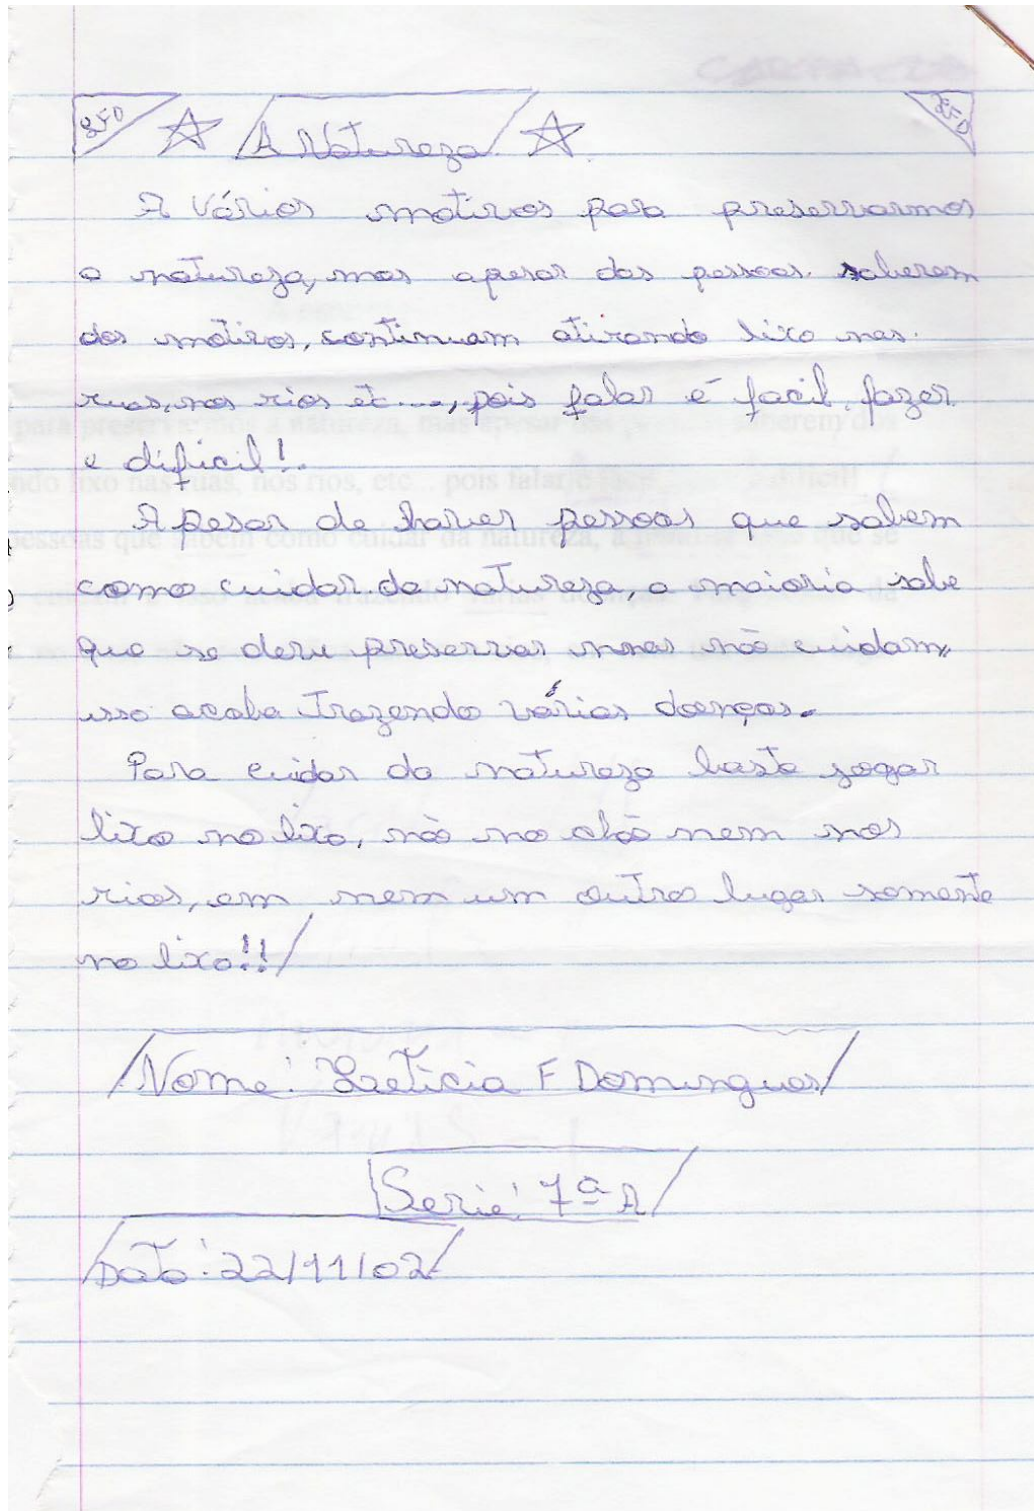 LFD A Natureza LFD
A Vários motivos para preservarmos
a natureza, mas apesar das pessoas saberem
dos motivos, continuam atirando lixo nas
ruas, nos rios etc..., pois falar é facil, fazer
e dificil!.
Apesar de haver pessoas que sabem
como cuidar da natureza, a maioria sabe
que se deve preservar mas não cuidam,
isso acaba trazendo várias doenças.
Para cuidar da natureza basta jogar
lixo no lixo, não no chão nem nos
rios, em nem um outro lugar somente
no lixo!!
Nome: Laeticia F Domingues
Serie: 7ª A
Data: 22/11/02